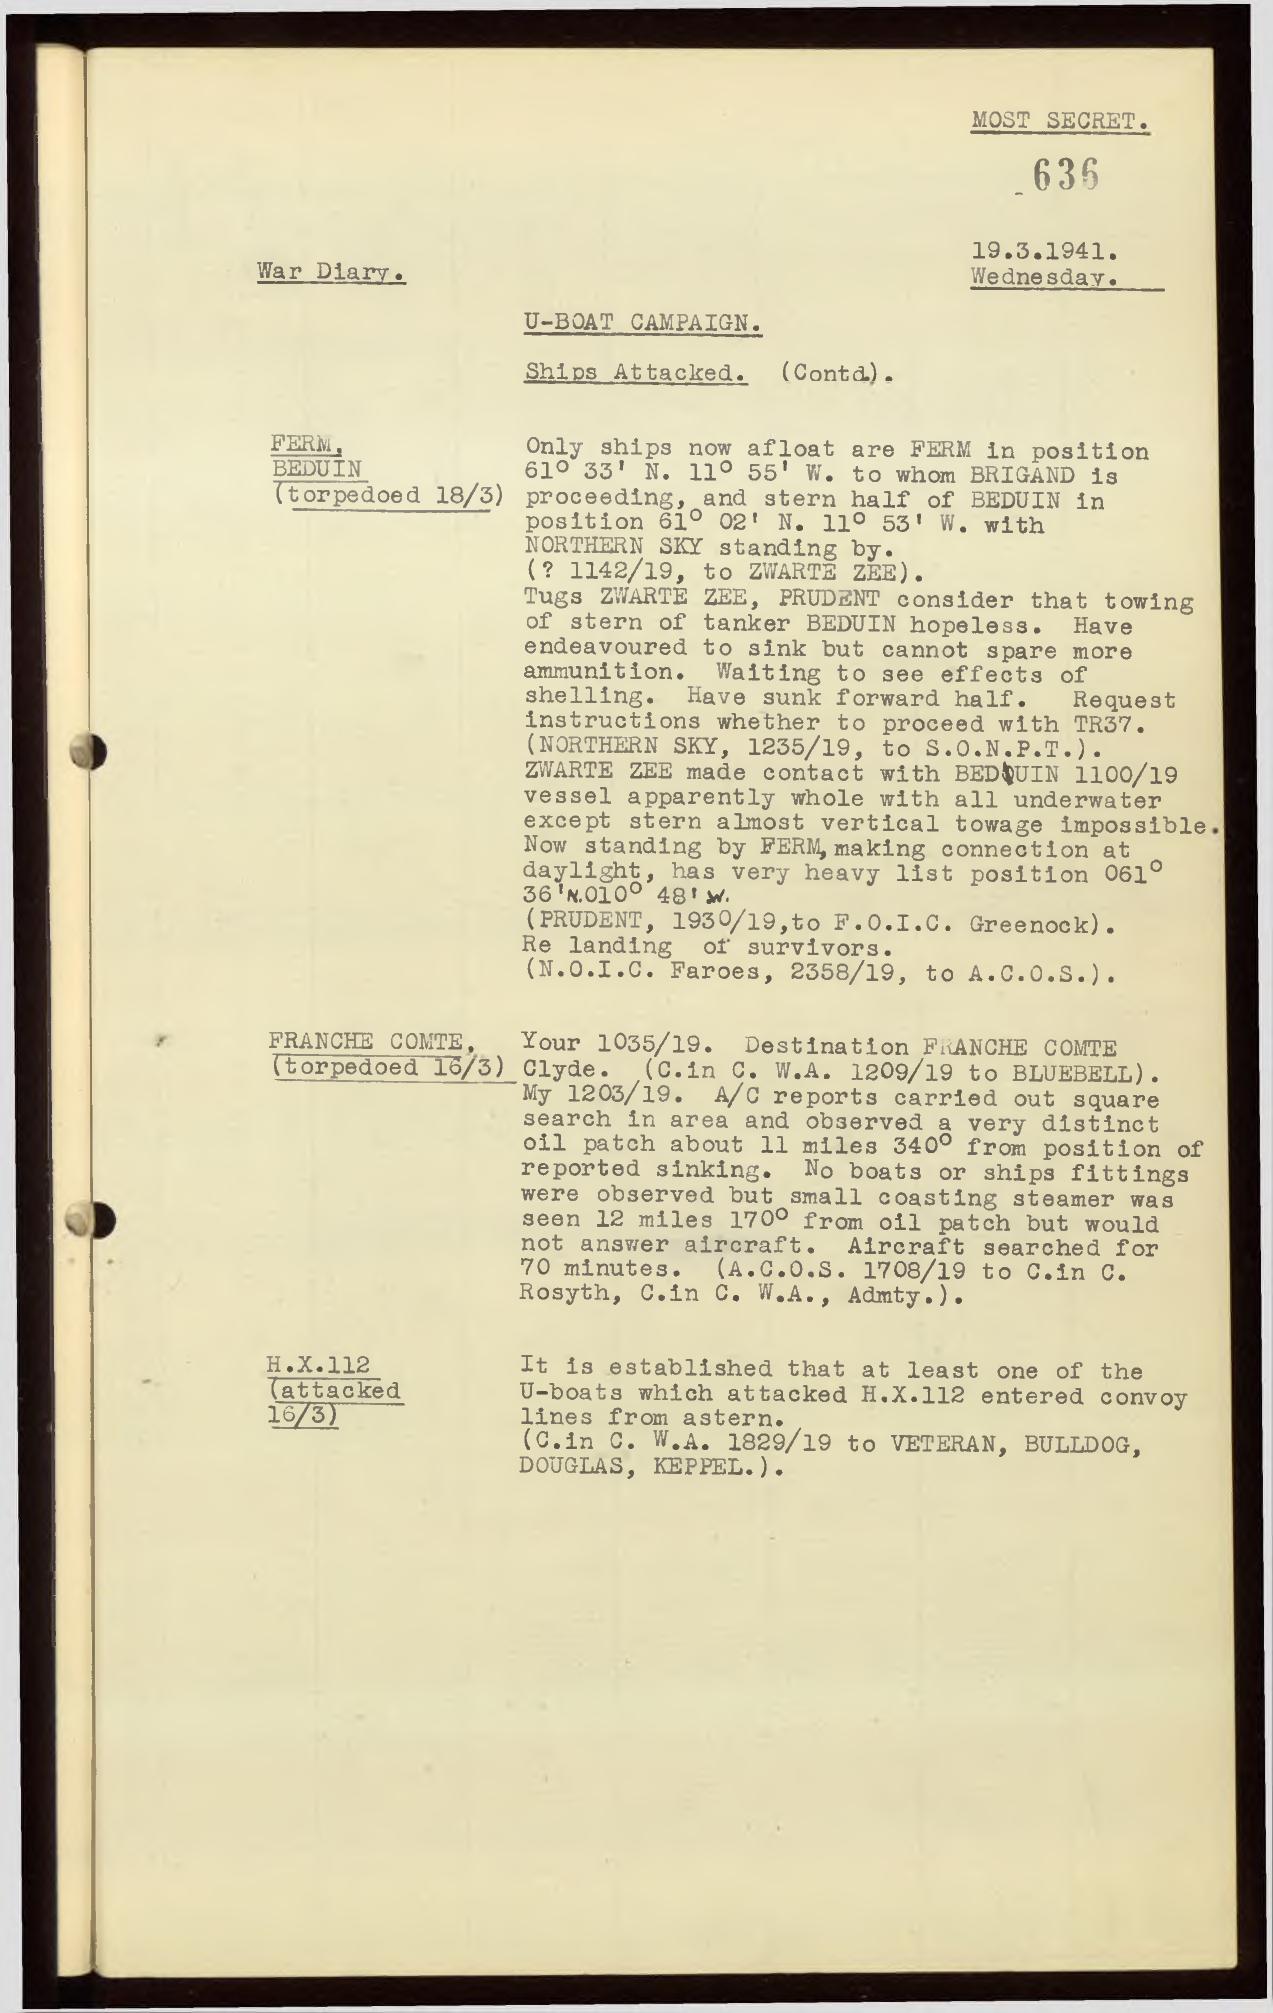 MOST SECRET.
636
19.3.1941.
War Diary.
Wednesday.
U-BOAT CAMPAIGN.
Ships Attacked. (Contd.).
FERM,
BEDUIN
(torpedoed 18/3)
Only ships now afloat are FERM in position
61° 33' N. 11° 55' W. to whom BRIGAND is
proceeding, and stern half of BEDUIN in
position 61° 02' N. 11° 53' W. with
NORTHERN SKY standing by.
(? 1142/19, to ZWARTE ZEE).
Tugs ZWARTE ZEE, PRUDENT consider that towing
of stern of tanker BEDUIN hopeless. Have
endeavoured to sink but cannot spare more
ammunition. Waiting to see effects of
shelling. Have sunk forward half. Request
instructions whether to proceed with TR37.
(NORTHERN SKY, 1235/19, to S.O.N.P.T.).
ZWARTE ZEE made contact with BEDUIN 1100/19
vessel apparently whole with all underwater
except stern almost vertical towage impossible.
Now standing by FERM, making connection at
daylight, has very heavy list position 061°
36'N.010° 48' W.
(PRUDENT, 1930/19,to F.O.I.C. Greenock).
Re landing of survivors.
(N.O.I.C. Faroes, 2358/19, to A.C.O.S.).
FRANCHE COMTE,
(torpedoed 16/3)
Your 1035/19. Destination FRANCHE COMTE
Clyde. (C.in C. W.A. 1209/19 to BLUEBELL).
My 1203/19. A/C reports carried out square
search in area and observed a very distinct
oil patch about 11 miles 340° from position of
reported sinking. No boats or ships fittings
were observed but small coasting steamer was
seen 12 miles 170° from oil patch but would
not answer aircraft. Aircraft searched for
70 minutes. (A.C.O.S. 1708/19 to C.in C.
Rosyth, C.in C. W.A., Admty.).
H.X.112
(attacked
16/3)
It is established that at least one of the
U-boats which attacked H.X.112 entered convoy
lines from astern.
(C.in C. W.A. 1829/19 to VETERAN, BULLDOG,
DOUGLAS, KEPPEL.).